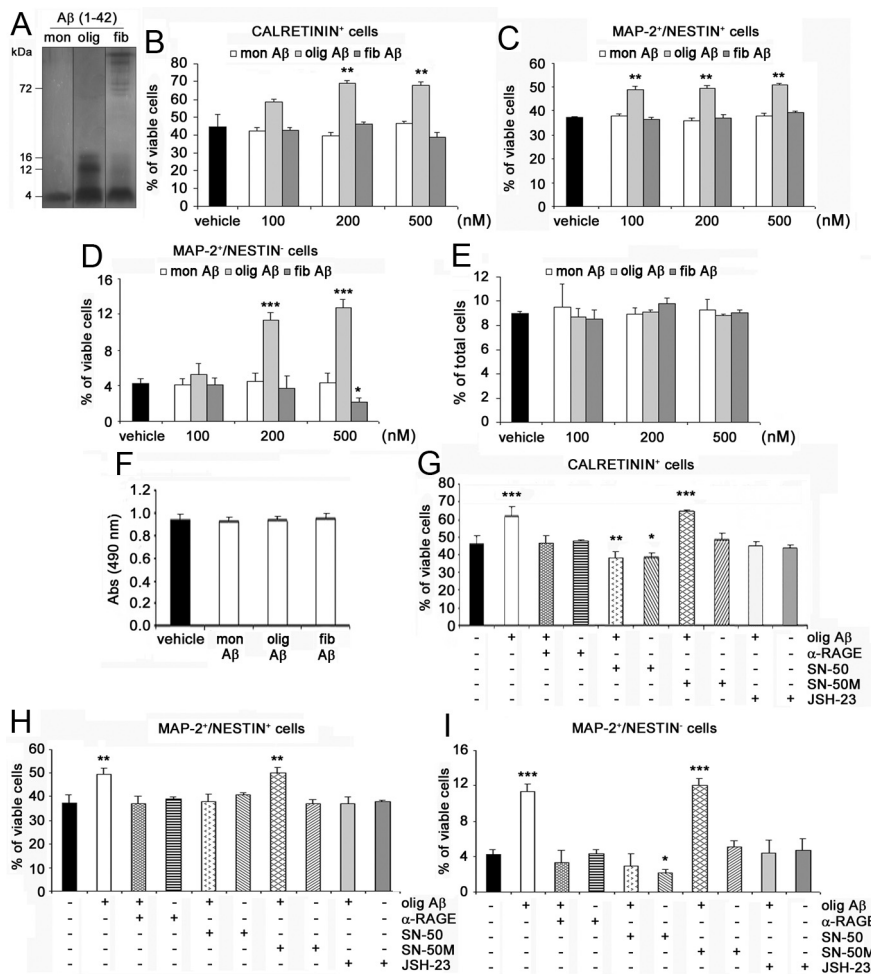 A
Aβ (1-42)
mon olig fib
kDa
72
16
12
4
B
CALRETININ⁺ cells
mon Aβ olig Aβ fib Aβ
% of viable cells
80
70
60
50
40
30
20
10
0
** **
vehicle 100 200 500 (nM)
C
MAP-2⁺/NESTIN⁺ cells
mon Aβ olig Aβ fib Aβ
% of viable cells
60
50
40
30
20
10
0
** ** **
vehicle 100 200 500 (nM)
D
MAP-2⁺/NESTIN⁻ cells
mon Aβ olig Aβ fib Aβ
% of viable cells
16
12
8
4
0
*** *** *
vehicle 100 200 500 (nM)
E
mon Aβ olig Aβ fib Aβ
% of total cells
12
10
8
6
4
2
0
vehicle 100 200 500 (nM)
F
Abs (490 nm)
1.2
1.0
0.8
0.6
0.4
0.2
0.0
vehicle mon Aβ olig Aβ fib Aβ
G
CALRETININ⁺ cells
% of viable cells
80
70
60
50
40
30
20
10
0
*** ** * ***
- + + - + - + - + - olig Aβ
- - + + - - - - - - α-RAGE
- - - - + + - - - - SN-50
- - - - - - + + - - SN-50M
- - - - - - - - + + JSH-23
H
MAP-2⁺/NESTIN⁺ cells
% of viable cells
60
50
40
30
20
10
0
** **
- + + - + - + - + - olig Aβ
- - + + - - - - - - α-RAGE
- - - - + + - - - - SN-50
- - - - - - + + - - SN-50M
- - - - - - - - + + JSH-23
I
MAP-2⁺/NESTIN⁻ cells
% of viable cells
16
12
8
4
0
*** * ***
- + + - + - + - + - olig Aβ
- - + + - - - - - - α-RAGE
- - - - + + - - - - SN-50
- - - - - - + + - - SN-50M
- - - - - - - - + + JSH-23